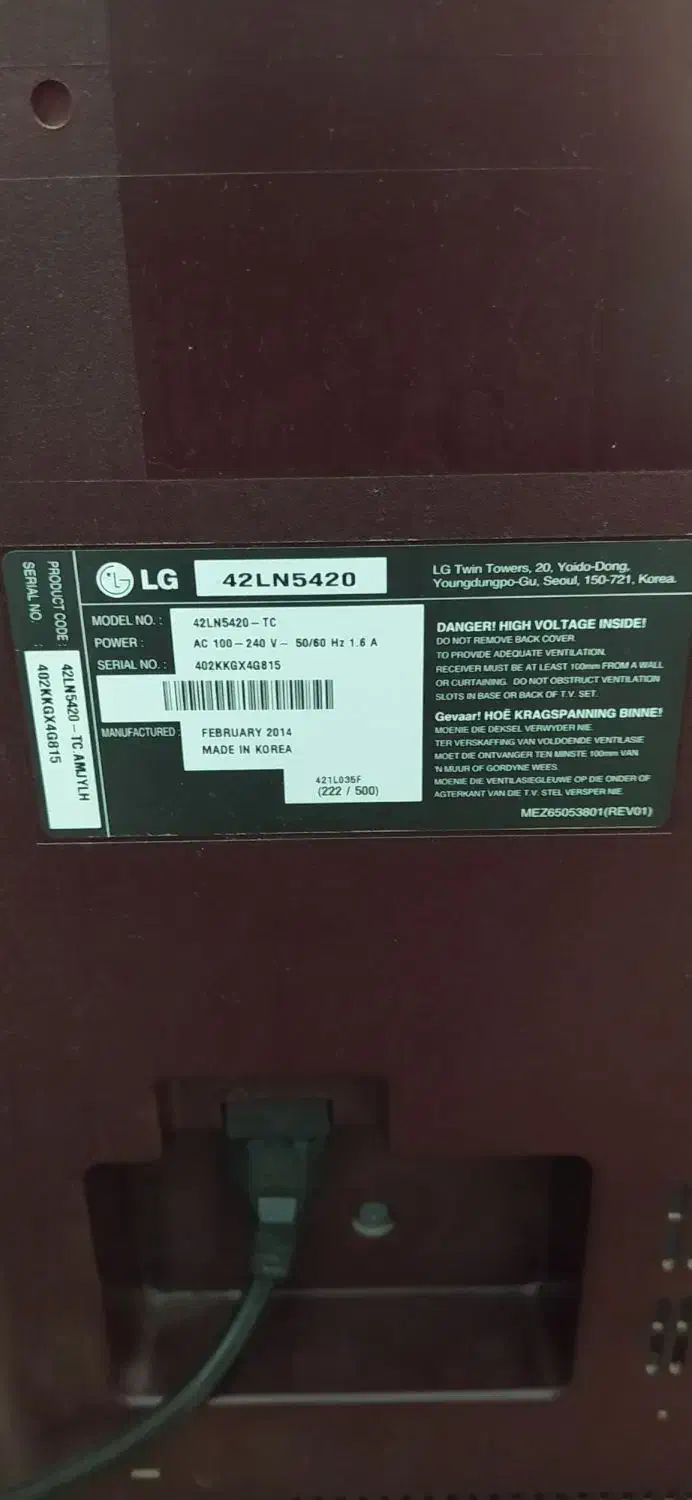 LG 42LN5420
LG Twin Towers, 20, Yoido-Dong,
Youngdungpo-Gu, Seoul, 150-721, Korea.
PRODUCT CODE : 42LN5420-TC.AMJYLH
SERIAL NO. : 402KKGX4G815
MODEL NO. : 42LN5420-TC
POWER : AC 100-240 V~ 50/60 Hz 1.6 A
SERIAL NO. : 402KKGX4G815
MANUFACTURED : FEBRUARY 2014
MADE IN KOREA
421L035F
(222 / 500)
DANGER! HIGH VOLTAGE INSIDE!
DO NOT REMOVE BACK COVER.
TO PROVIDE ADEQUATE VENTILATION.
RECEIVER MUST BE AT LEAST 100mm FROM A WALL
OR CURTAINING. DO NOT OBSTRUCT VENTILATION
SLOTS IN BASE OR BACK OF T.V. SET.
Gevaar! HOË KRAGSPANNING BINNE!
MOENIE DIE DEKSEL VERWYDER NIE.
TER VERSKAFFING VAN VOLDOENDE VENTILASIE
MOET DIE ONTVANGER TEN MINSTE 100mm VAN
'N MUUR OF GORDYNE WEES.
MOENIE DIE VENTILASIEGLEUWE OP DIE ONDER OF
AGTERKANT VAN DIE T.V. STEL VERSPER NIE.
MEZ65053801(REV01)